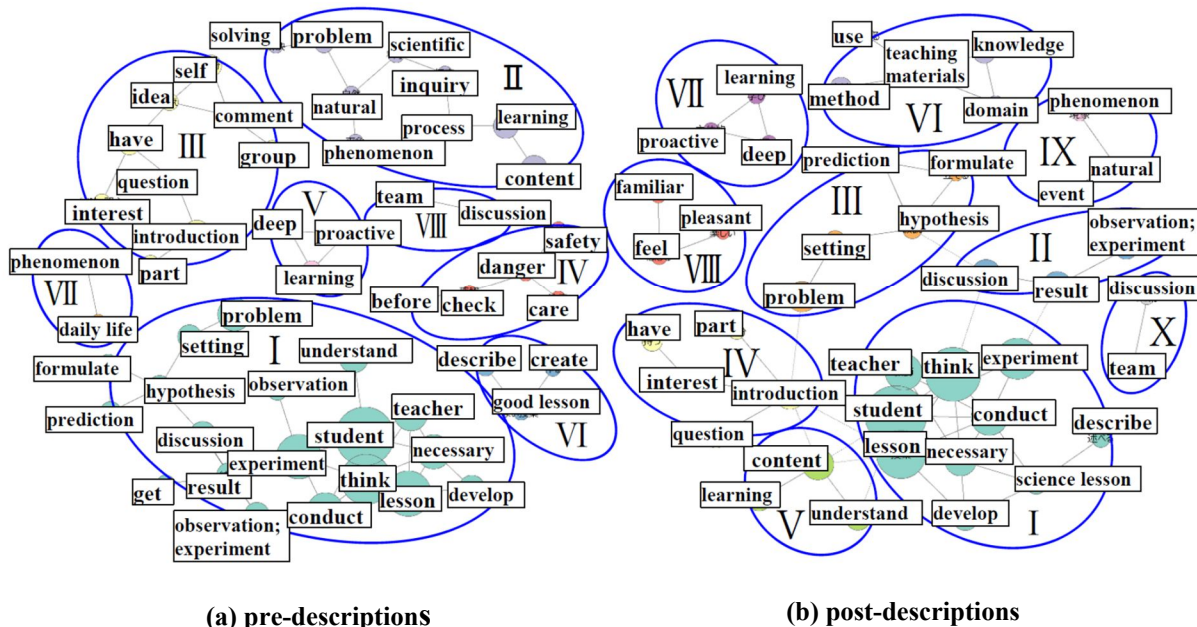 solving
problem
scientific
self
inquiry
II
idea
natural
comment
process
learning
have
III
phenomenon
group
content
question
team
V
VIII
discussion
interest
deep
proactive
safety
introduction
danger
IV
phenomenon
part
learning
before
check
care
VII
daily life
problem
I
setting
understand
describe
create
formulate
hypothesis
observation
good lesson
prediction
teacher
VI
discussion
student
necessary
experiment
think
get
result
lesson
develop
observation;
experiment
conduct
(a) pre-descriptions
use
teaching
materials
knowledge
VII
learning
method
VI
domain
phenomenon
proactive
deep
IX
prediction
formulate
natural
familiar
III
event
pleasant
hypothesis
observation;
experiment
feel
setting
II
VIII
discussion
result
discussion
problem
have
part
X
IV
teacher
think
experiment
team
interest
introduction
student
conduct
describe
question
content
lesson
necessary
learning
science lesson
V
understand
develop
I
(b) post-descriptions